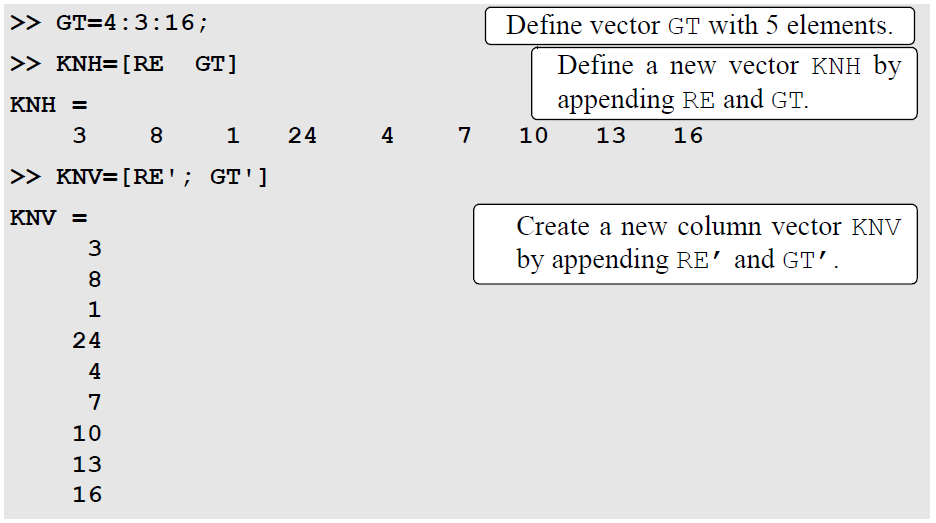 >> GT=4:3:16;
Define vector GT with 5 elements.
>> KNH=[RE  GT]
Define a new vector KNH by
appending RE and GT.
KNH =
3 8 1 24 4 7 10 13 16
>> KNV=[RE'; GT']
KNV =
Create a new column vector KNV
by appending RE’ and GT’.
3
8
1
24
4
7
10
13
16